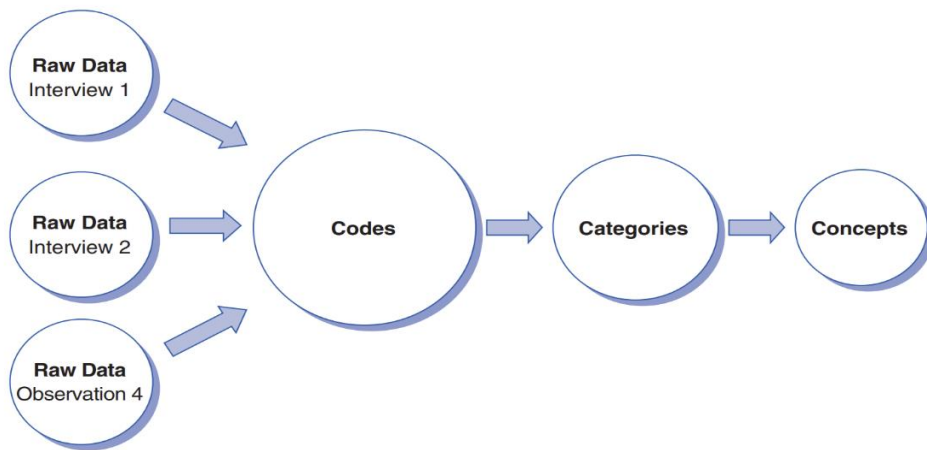 Raw Data
Interview 1
Raw Data
Interview 2
Raw Data
Observation 4
Codes
Categories
Concepts